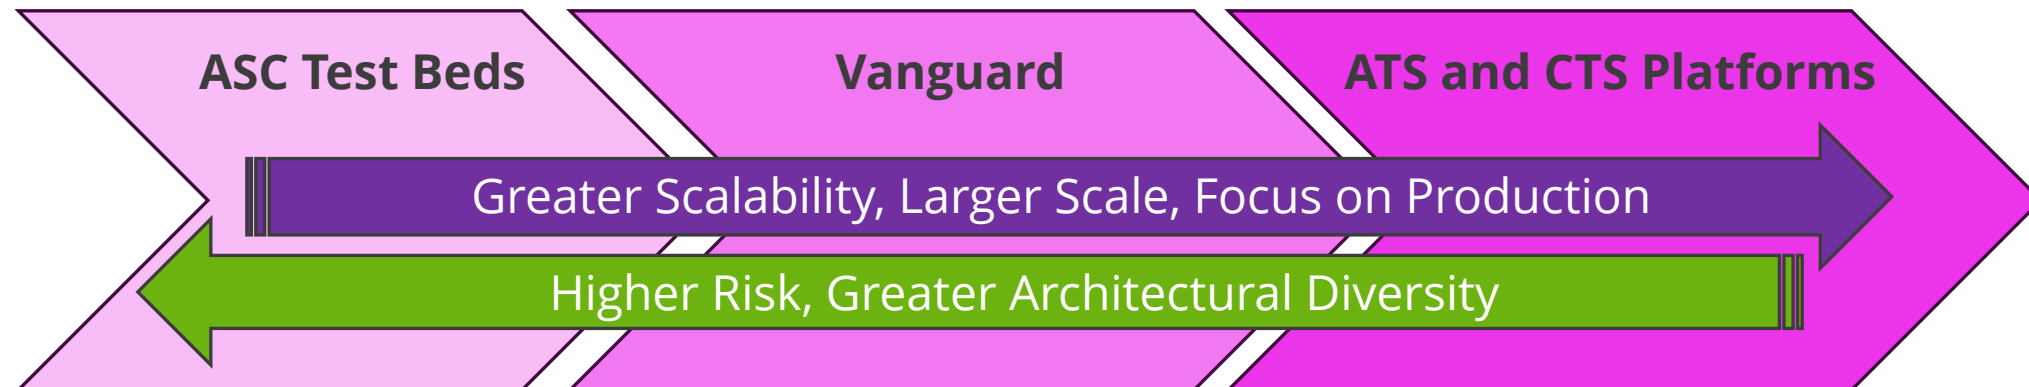 ASC Test Beds
Vanguard
ATS and CTS Platforms
Greater Scalability, Larger Scale, Focus on Production
Higher Risk, Greater Architectural Diversity